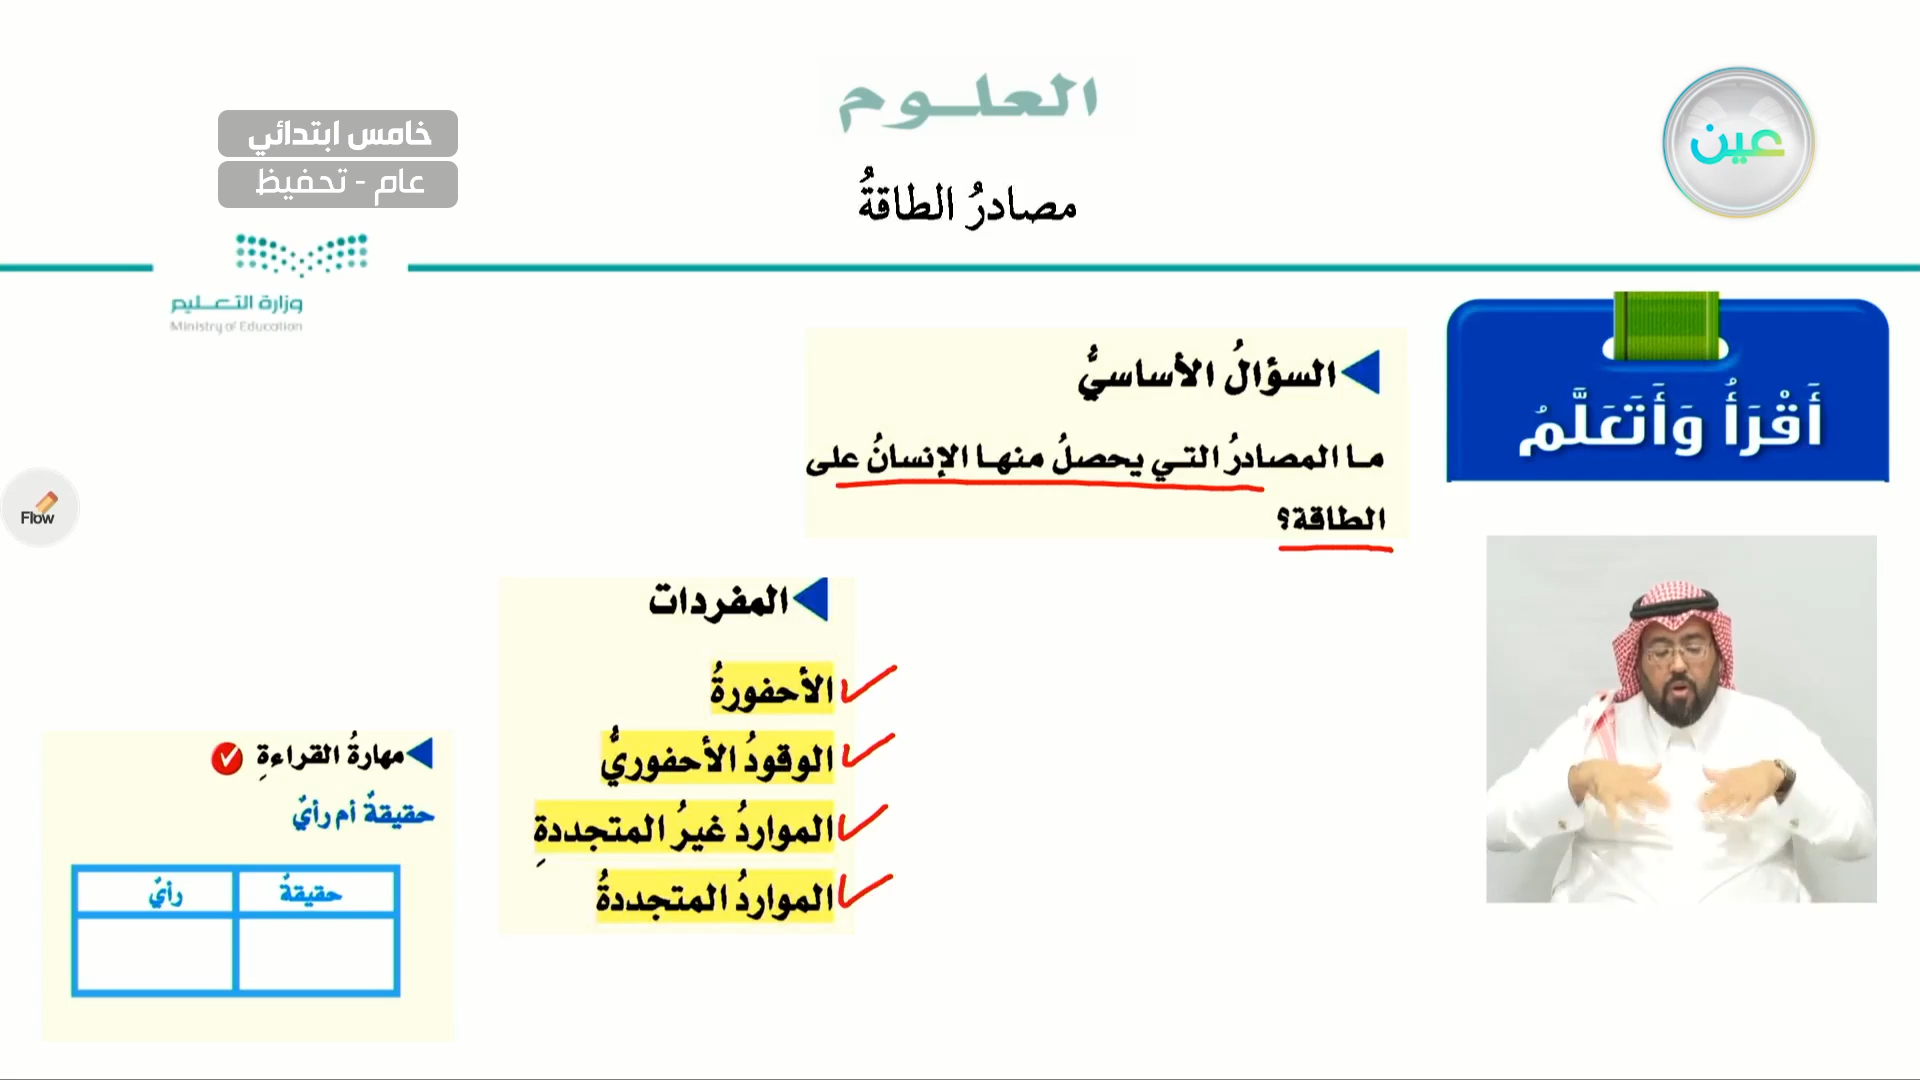 العلوم
عين
خامس ابتدائي
عام - تحفيظ
مصادرُ الطاقةُ
وزارة التعليم
Ministry of Education
أَقْرَأُ وَأَتَعَلَّمُ
السؤالُ الأساسيُّ
ما المصادرُ التي يحصلُ منها الإنسانُ على
الطاقة؟
Flow
المفردات
الأحفورةُ
الوقودُ الأحفوريُّ
المواردُ غيرُ المتجددةِ
المواردُ المتجددةُ
مهارةُ القراءةِ
حقيقةٌ أم رأيٌ
حقيقةٌ
رأيٌ